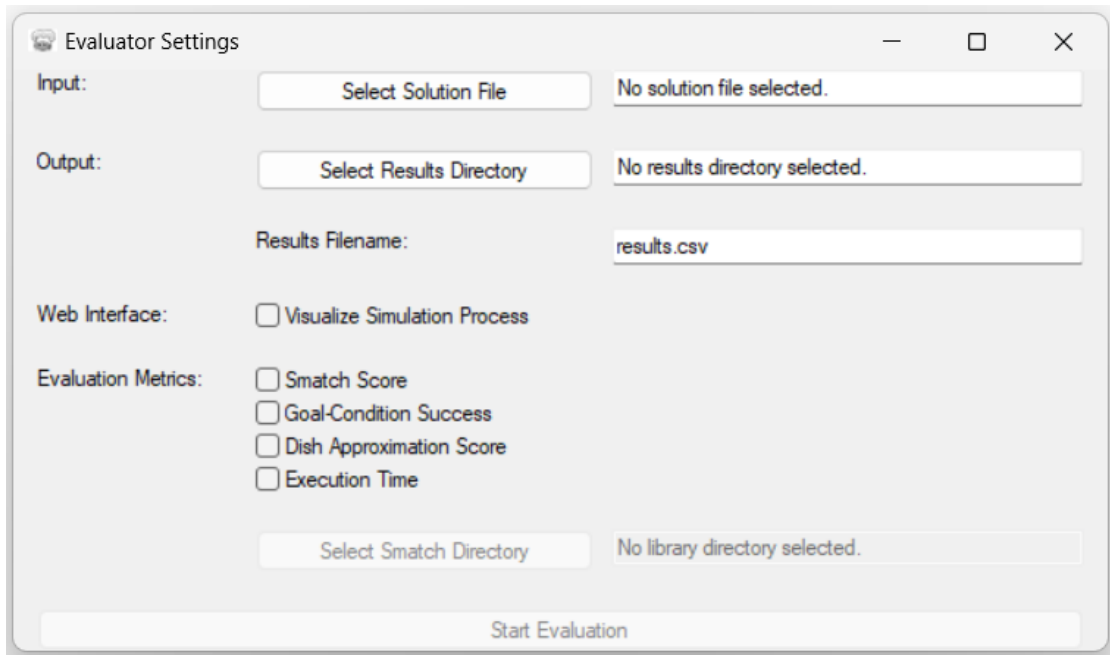 Evaluator Settings
Input: Select Solution File No solution file selected.
Output: Select Results Directory No results directory selected.
Results Filename: results.csv
Web Interface: Visualize Simulation Process
Evaluation Metrics: Smatch Score
Goal-Condition Success
Dish Approximation Score
Execution Time
Select Smatch Directory No library directory selected.
Start Evaluation